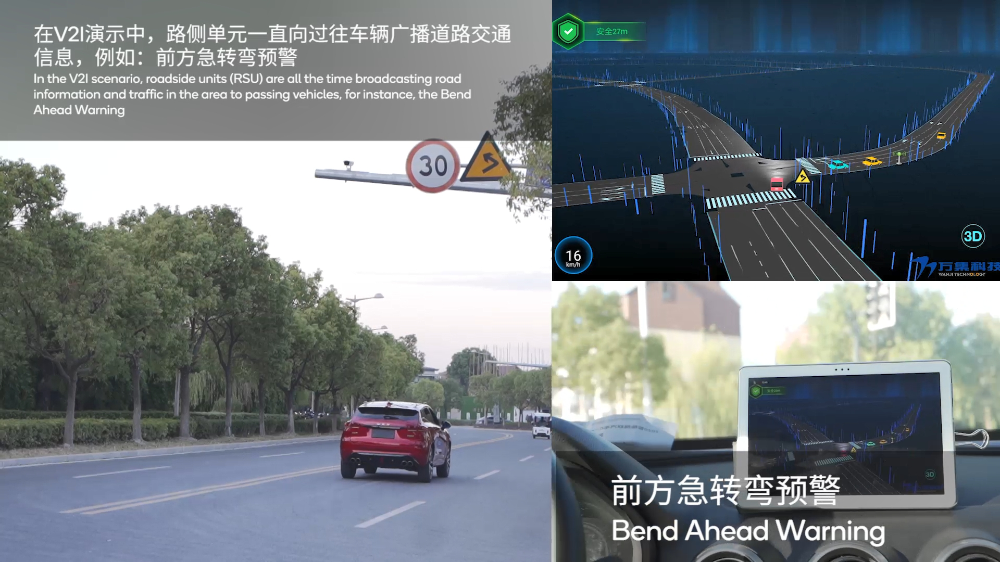 在V2I演示中，路侧单元一直向过往车辆广播道路交通
信息，例如：前方急转弯预警
In the V2I scenario, roadside units (RSU) are all the time broadcasting road
information and traffic in the area to passing vehicles, for instance, the Bend
Ahead Warning
30
安全27m
16
km/h
3D
万集科技
WANJI TECHNOLOGY
3D
前方急转弯预警
Bend Ahead Warning